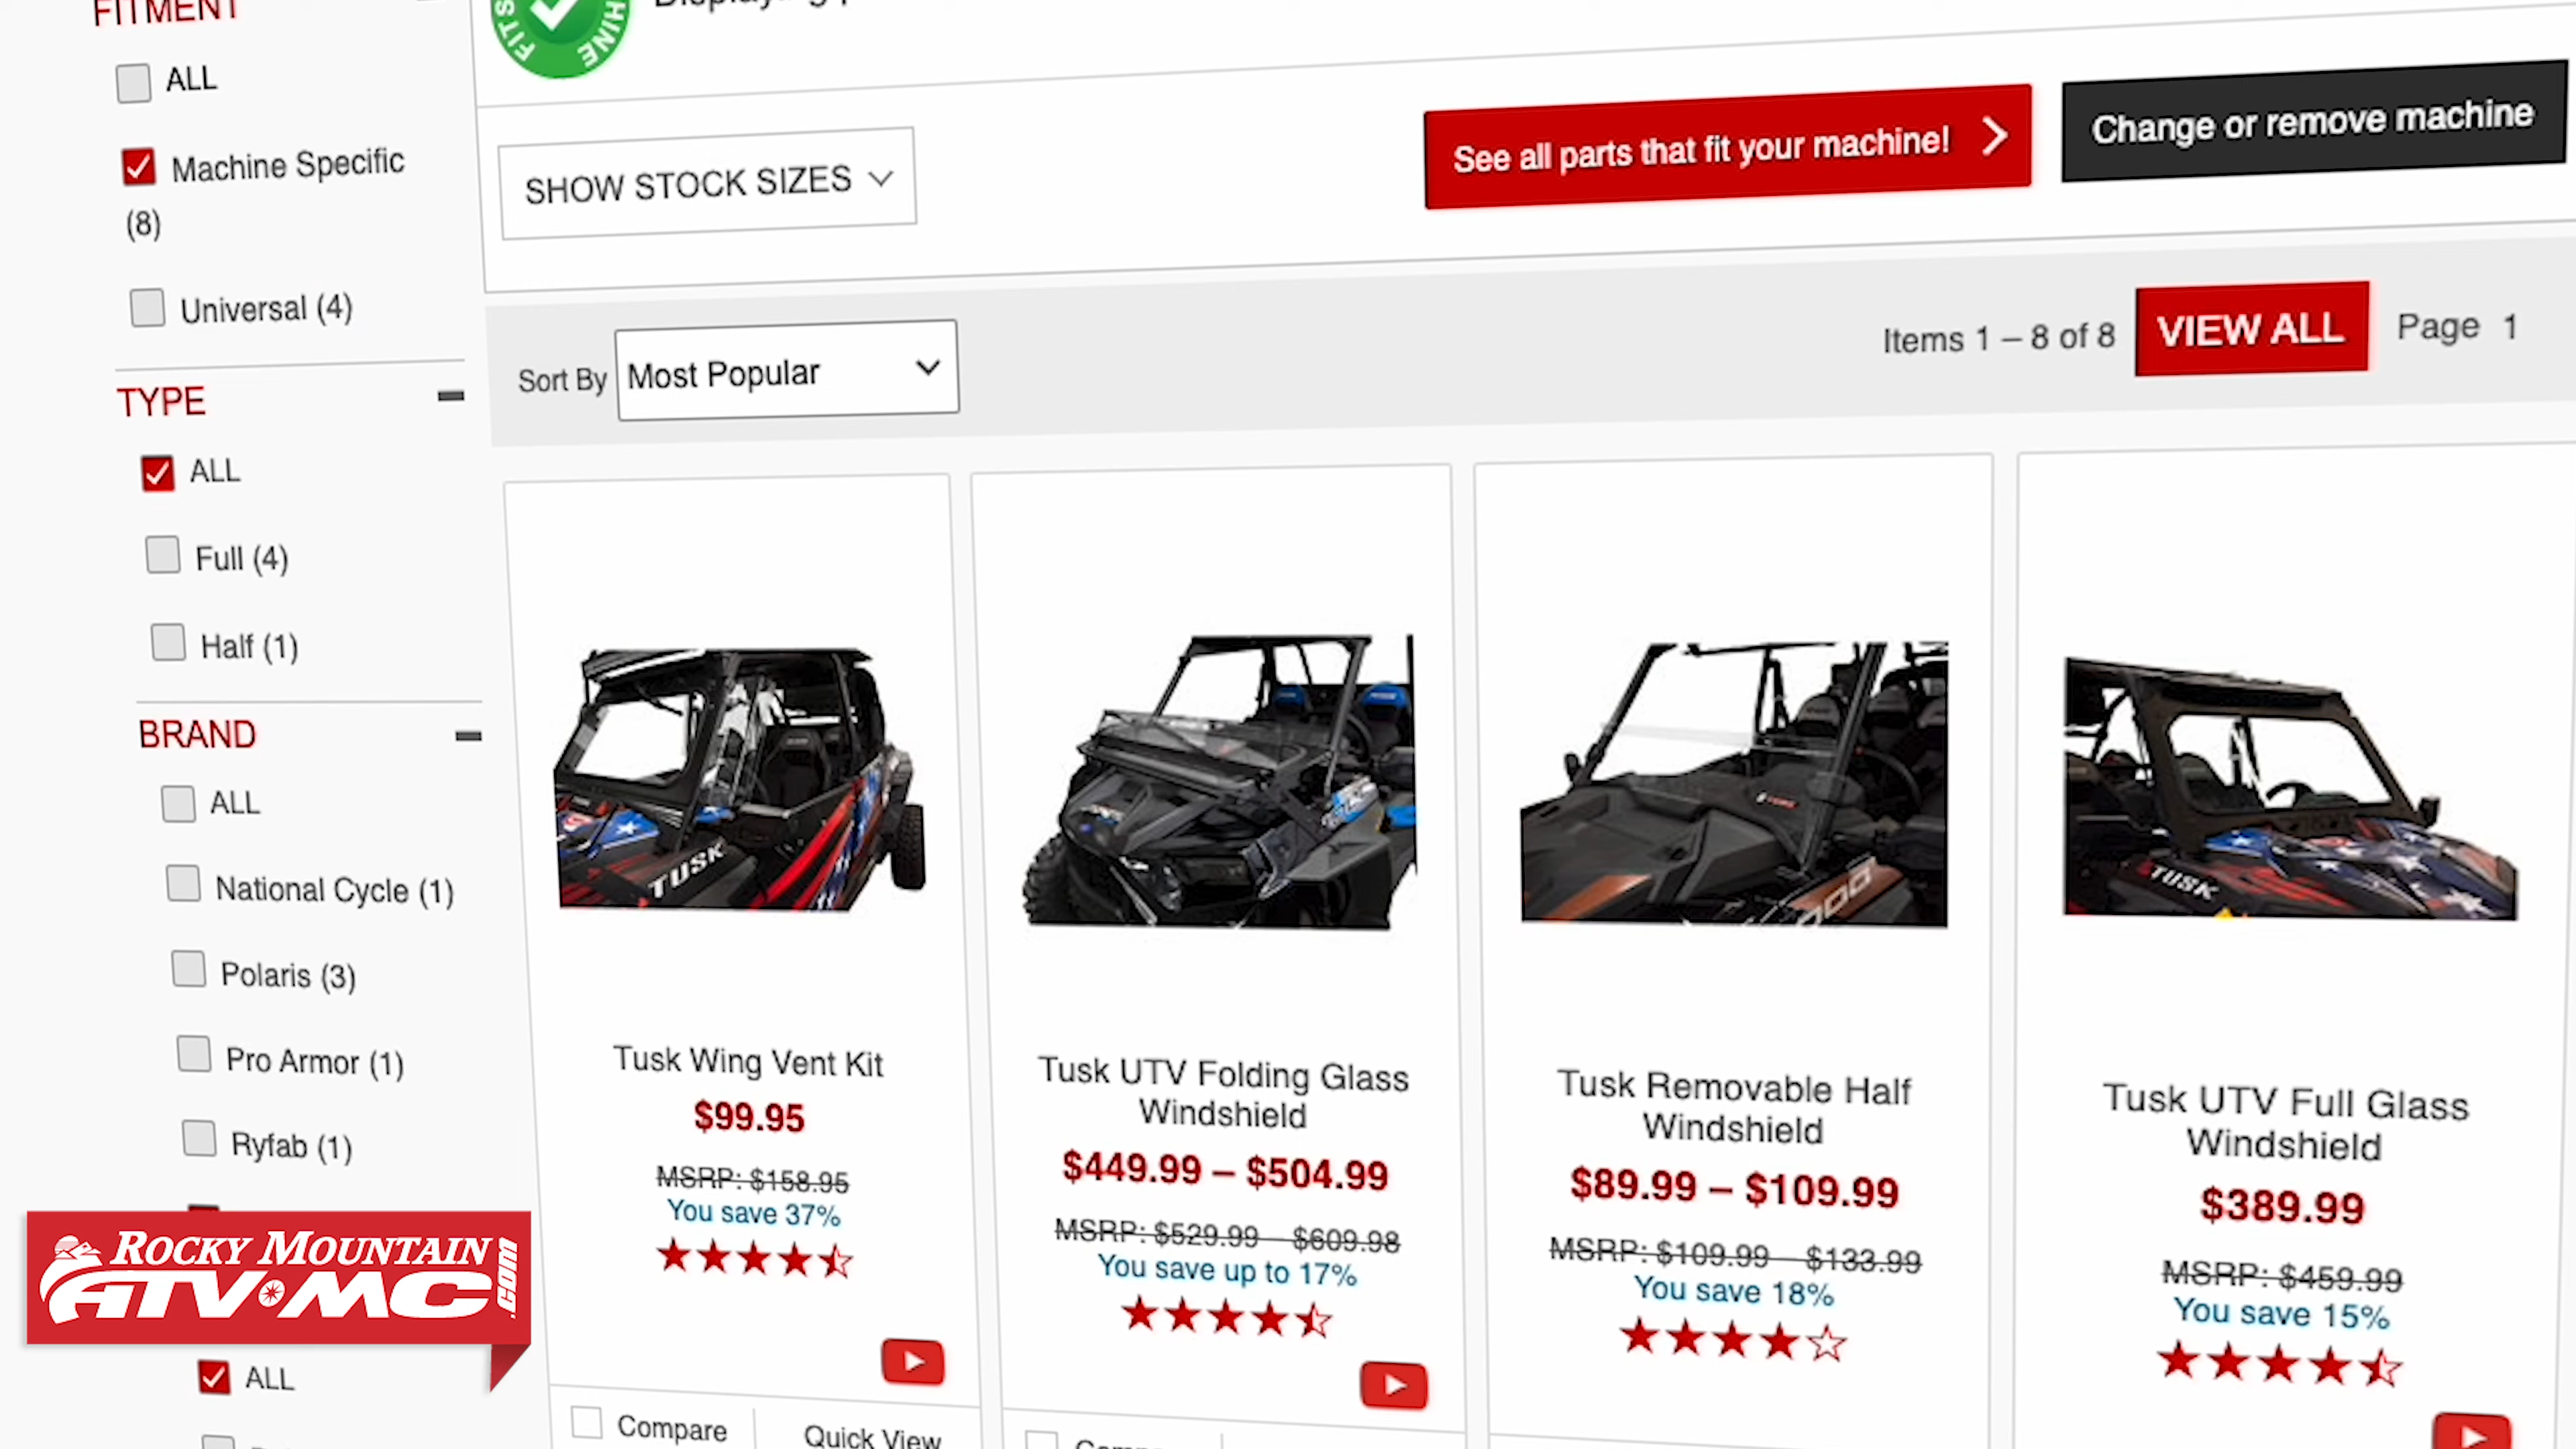 FITMENT
ALL
Machine Specific
(8)
Universal (4)
TYPE
ALL
Full (4)
Half (1)
BRAND
ALL
National Cycle (1)
Polaris (3)
Pro Armor (1)
Ryfab (1)
ALL
FITS
SHOW STOCK SIZES
See all parts that fit your machine!
Change or remove machine
Sort By Most Popular
Items 1 – 8 of 8 VIEW ALL Page 1
TUSK
Tusk Wing Vent Kit
$99.95
MSRP: $158.95
You save 37%
Compare
Quick View
Tusk UTV Folding Glass
Windshield
$449.99 – $504.99
MSRP: $529.99 – $609.98
You save up to 17%
Tusk Removable Half
Windshield
$89.99 – $109.99
MSRP: $109.99 – $133.99
You save 18%
TUSK
Tusk UTV Full Glass
Windshield
$389.99
MSRP: $459.99
You save 15%
ROCKY MOUNTAIN
ATV MC .COM